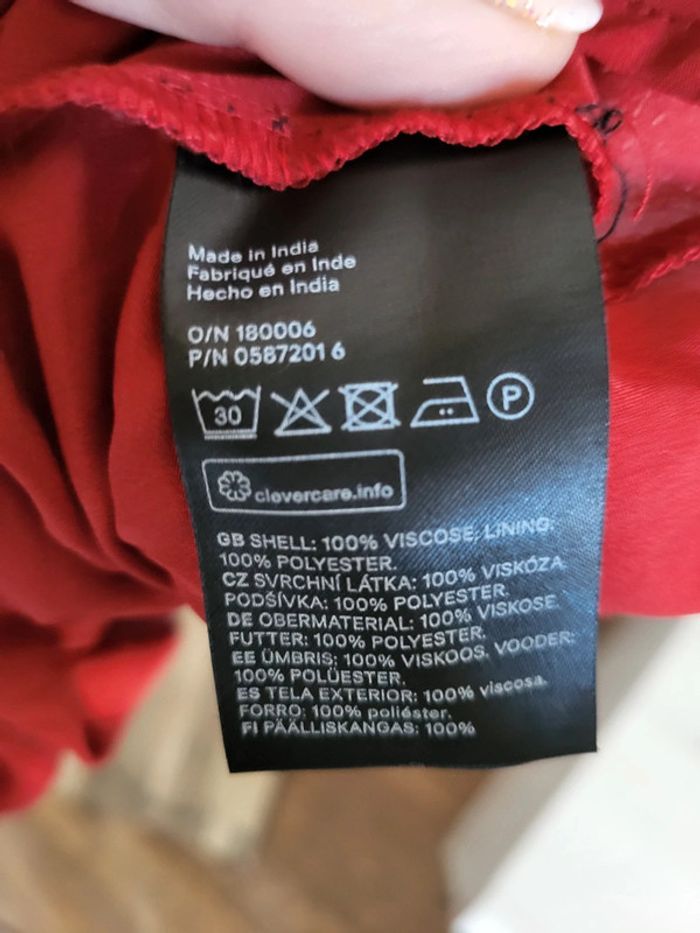 Made in India
Fabriqué en Inde
Hecho en India
O/N 180006
P/N 0587201 6
30 P
clevercare.info
GB SHELL: 100% VISCOSE. LINING:
100% POLYESTER.
CZ SVRCHNÍ LÁTKA: 100% VISKÓZA.
PODŠÍVKA: 100% POLYESTER.
DE OBERMATERIAL: 100% VISKOSE.
FUTTER: 100% POLYESTER.
EE ÜMBRIS: 100% VISKOOS. VOODER:
100% POLÜESTER.
ES TELA EXTERIOR: 100% viscosa.
FORRO: 100% poliéster.
FI PÄÄLLISKANGAS: 100%